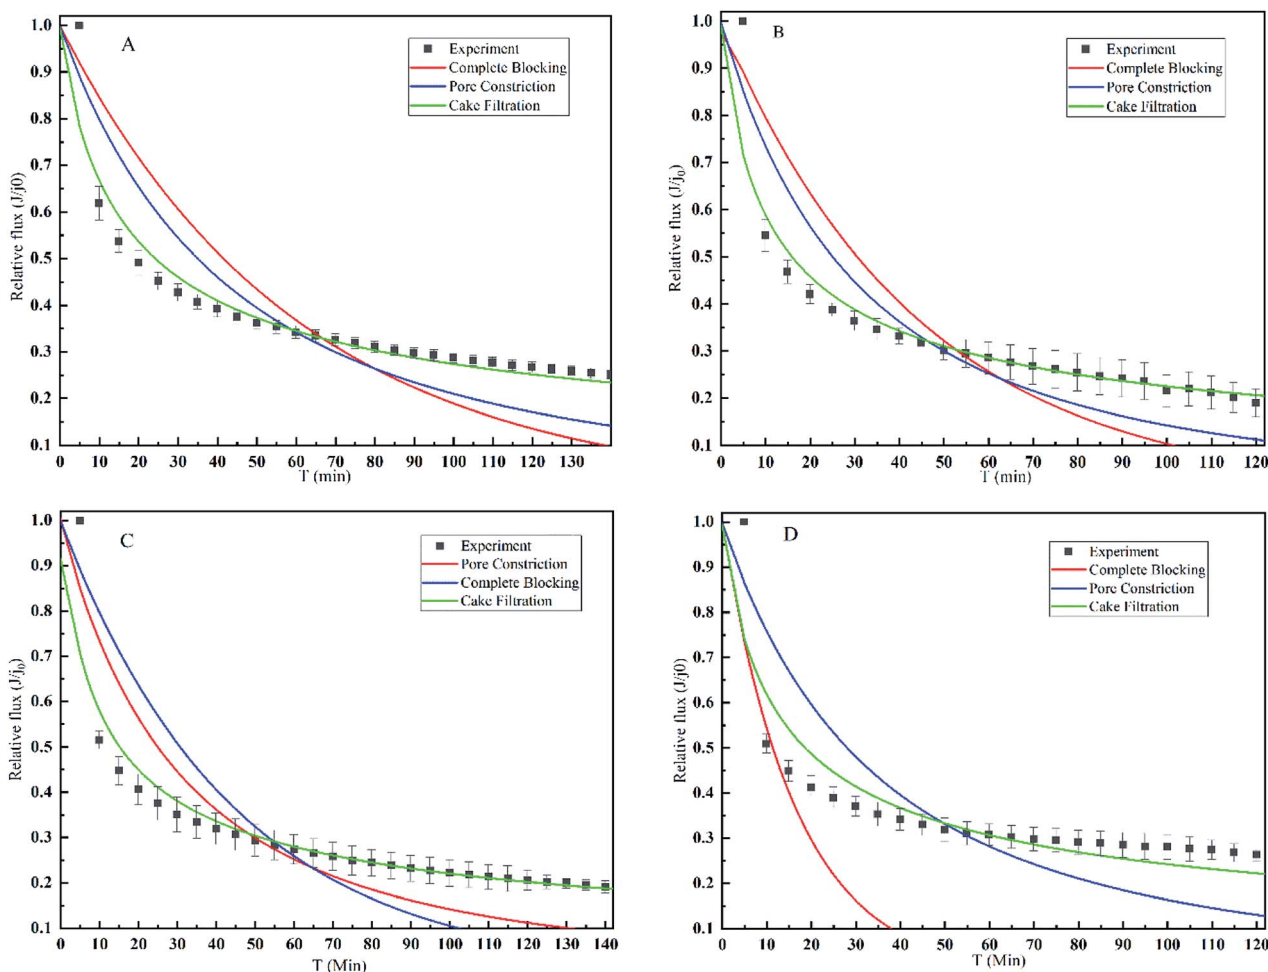 A
Experiment
Complete Blocking
Pore Constriction
Cake Filtration
Relative flux (J/j0)
1.0
0.9
0.8
0.7
0.6
0.5
0.4
0.3
0.2
0.1
0 10 20 30 40 50 60 70 80 90 100 110 120 130
T (min)
B
Experiment
Complete Blocking
Pore Constriction
Cake Filtration
Relative flux (J/j0)
1.0
0.9
0.8
0.7
0.6
0.5
0.4
0.3
0.2
0.1
0 10 20 30 40 50 60 70 80 90 100 110 120
T (min)
C
Experiment
Pore Constriction
Complete Blocking
Cake Filtration
Relative flux (J/j0)
1.0
0.9
0.8
0.7
0.6
0.5
0.4
0.3
0.2
0.1
0 10 20 30 40 50 60 70 80 90 100 110 120 130 140
T (Min)
D
Experiment
Complete Blocking
Pore Constriction
Cake Filtration
Relative flux (J/j0)
1.0
0.9
0.8
0.7
0.6
0.5
0.4
0.3
0.2
0.1
0 10 20 30 40 50 60 70 80 90 100 110 120
T (Min)